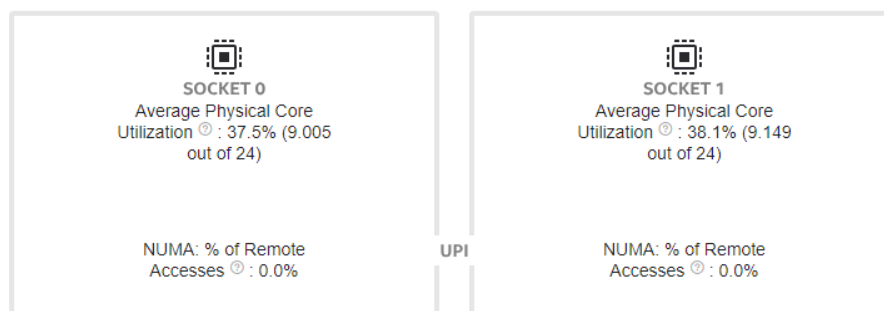 SOCKET 0
Average Physical Core
Utilization ? : 37.5% (9.005
out of 24)
NUMA: % of Remote
Accesses ? : 0.0%
UPI
SOCKET 1
Average Physical Core
Utilization ? : 38.1% (9.149
out of 24)
NUMA: % of Remote
Accesses ? : 0.0%